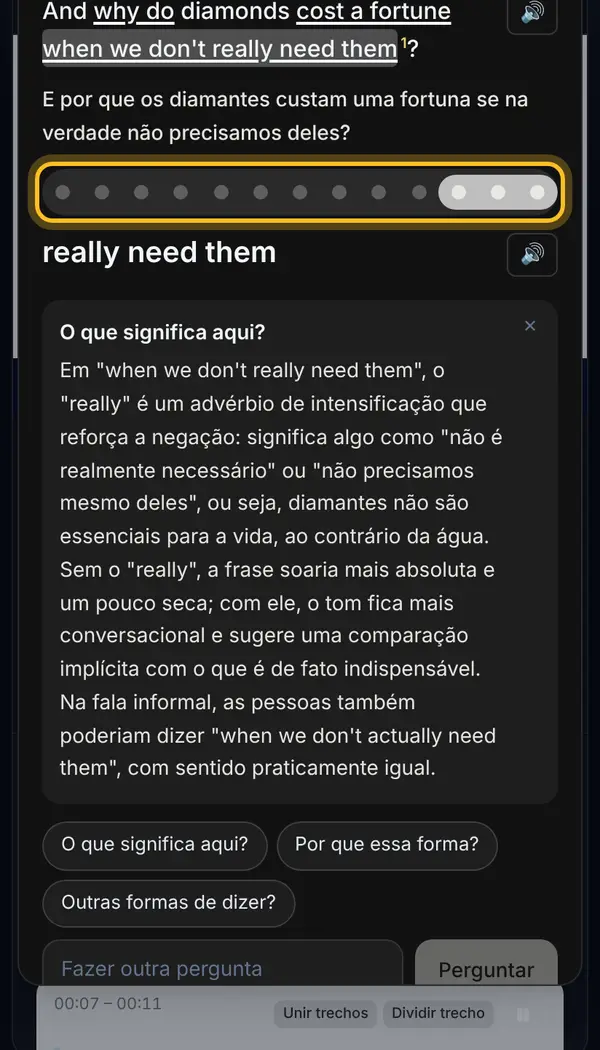 And why do diamonds cost a fortune
when we don't really need them¹?
E por que os diamantes custam uma fortuna se na
verdade não precisamos deles?
really need them
O que significa aqui?
×
Em "when we don't really need them", o
"really" é um advérbio de intensificação que
reforça a negação: significa algo como "não é
realmente necessário" ou "não precisamos
mesmo deles", ou seja, diamantes não são
essenciais para a vida, ao contrário da água.
Sem o "really", a frase soaria mais absoluta e
um pouco seca; com ele, o tom fica mais
conversacional e sugere uma comparação
implícita com o que é de fato indispensável.
Na fala informal, as pessoas também
poderiam dizer "when we don't actually need
them", com sentido praticamente igual.
O que significa aqui?
Por que essa forma?
Outras formas de dizer?
Fazer outra pergunta
Perguntar
00:07 – 00:11
Unir trechos
Dividir trecho